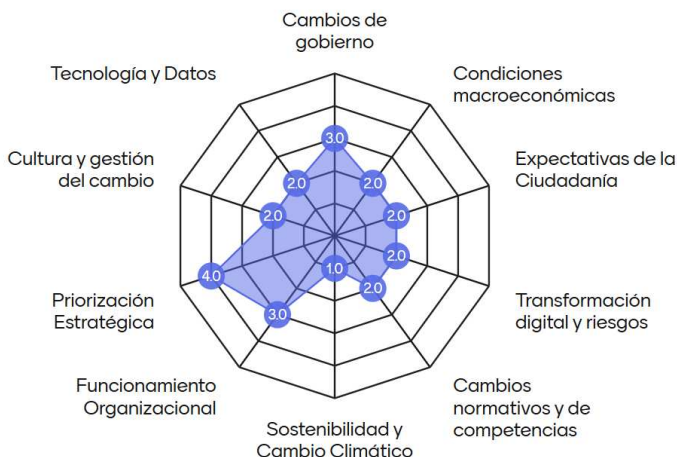 Cambios de
gobierno
Tecnología y Datos
Condiciones
macroeconómicas
3.0
2.0
2.0
Cultura y gestión
del cambio
Expectativas de la
Ciudadanía
2.0
2.0
4.0
2.0
1.0
2.0
3.0
Priorización
Estratégica
Transformación
digital y riesgos
Funcionamiento
Organizacional
Cambios
normativos y de
competencias
Sostenibilidad y
Cambio Climático